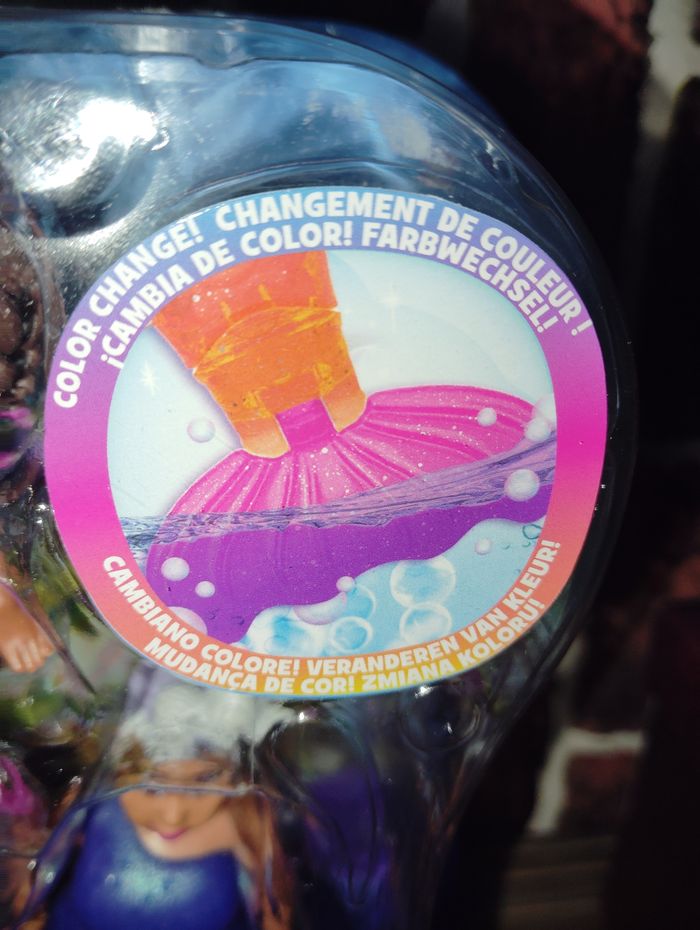 COLOR CHANGE! CHANGEMENT DE COULEUR !
¡CAMBIA DE COLOR! FARBWECHSEL!
CAMBIANO COLORE! VERANDEREN VAN KLEUR!
MUDANÇA DE COR! ZMIANA KOLORU!